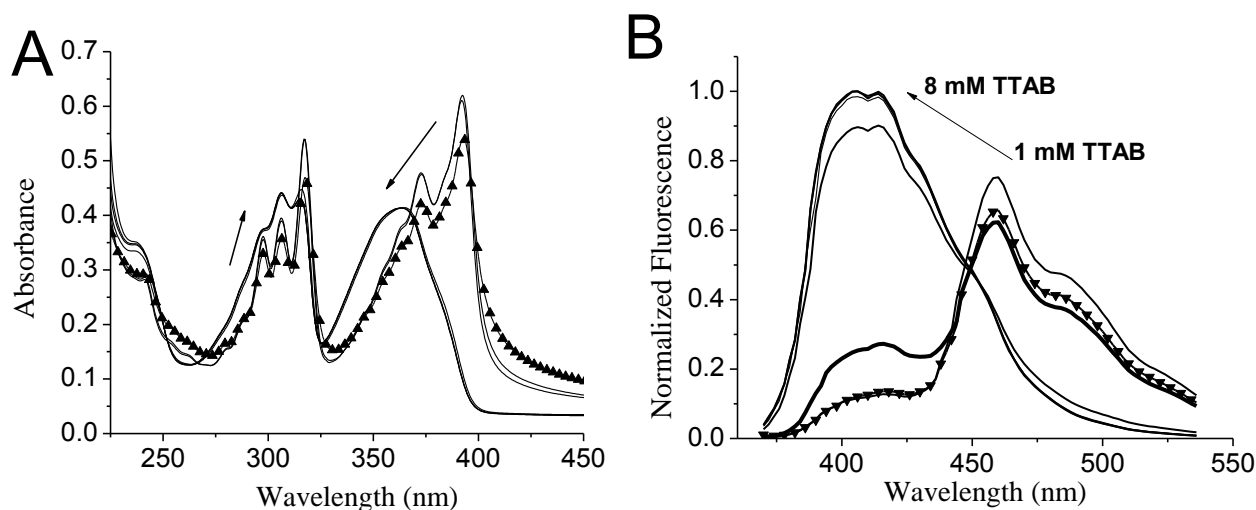 A
0.7
0.6
0.5
0.4
0.3
0.2
0.1
0.0
Absorbance
250 300 350 400 450
Wavelength (nm)
B
1.0
0.8
0.6
0.4
0.2
0.0
Normalized Fluorescence
8 mM TTAB
1 mM TTAB
400 450 500 550
Wavelength (nm)